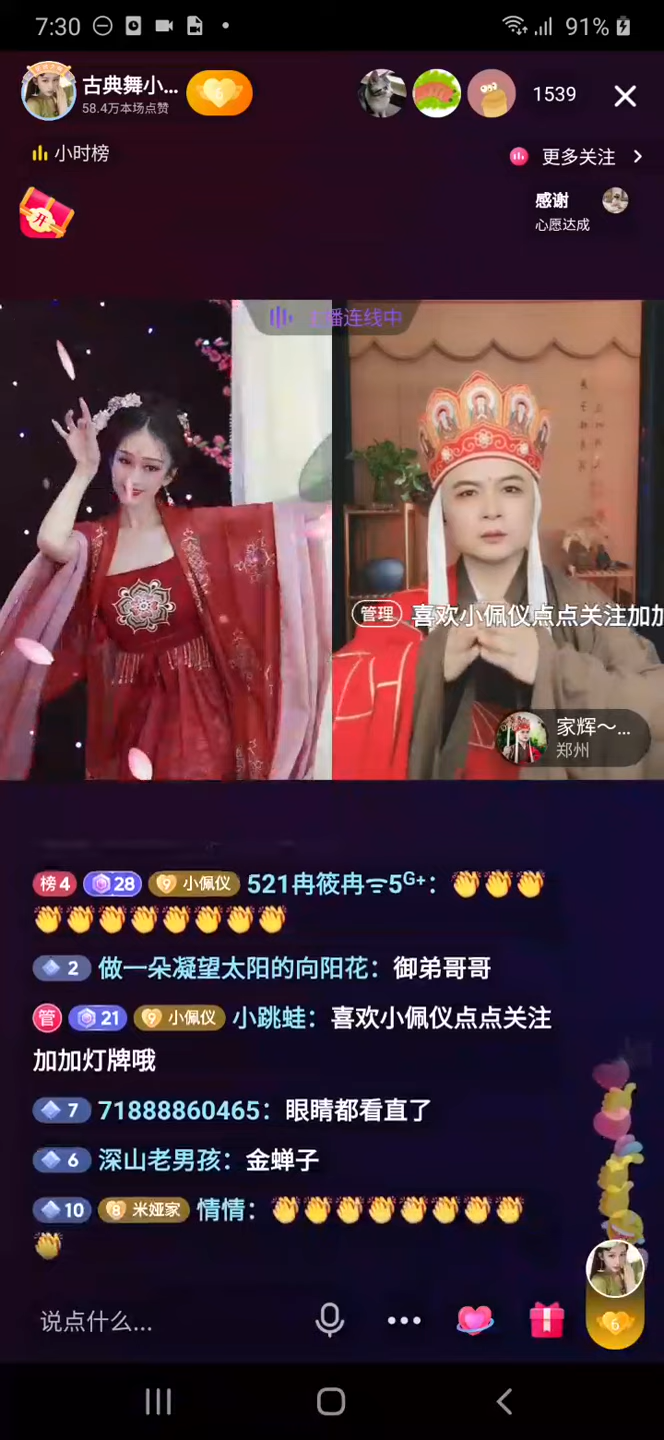 7:30
91%
古典舞小...
58.4万本场点赞
6
1539
小时榜
更多关注
开
感谢
心愿达成
播连线中
管理 喜欢小佩仪点点关注加加
家辉～...
郑州
榜4 28 9 小佩仪 521冉筱冉5G+：
2 做一朵凝望太阳的向阳花：御弟哥哥
管 21 9 小佩仪 小跳蛙：喜欢小佩仪点点关注
加加灯牌哦
7 71888860465：眼睛都看直了
6 深山老男孩：金蝉子
10 8 米娅家 情情：
说点什么...
6